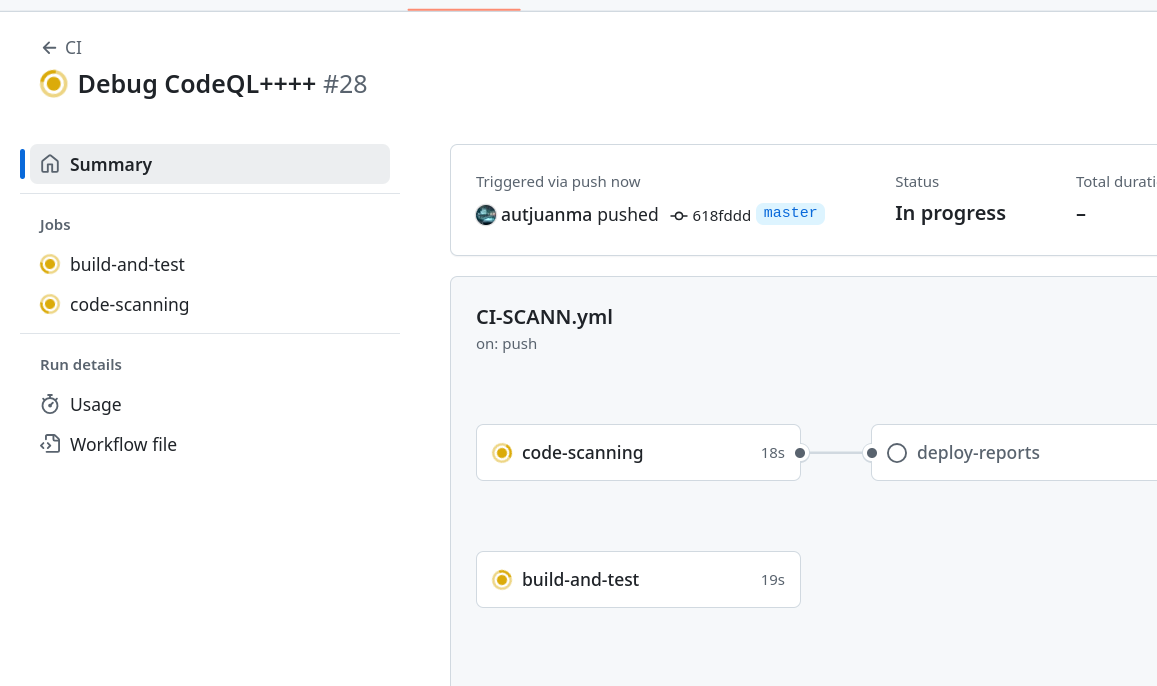 CI
Debug CodeQL++++ #28
Summary
Jobs
build-and-test
code-scanning
Run details
Usage
Workflow file
Triggered via push now
autjuanma pushed 618fddd master
Status
In progress
Total durati
–
CI-SCANN.yml
on: push
code-scanning 18s
deploy-reports
build-and-test 19s